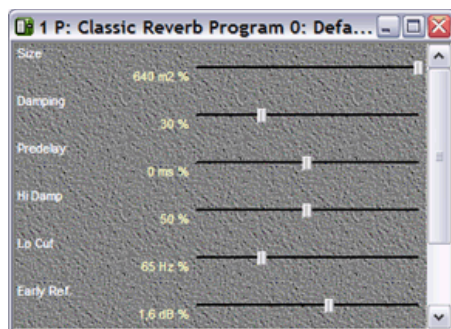 1 P: Classic Reverb Program 0: Defa...
Size
640 m2 %
Damping
30 %
Predelay
0 ms %
Hi Damp
50 %
Lo Cut
65 Hz %
Early Ref.
1,6 dB %